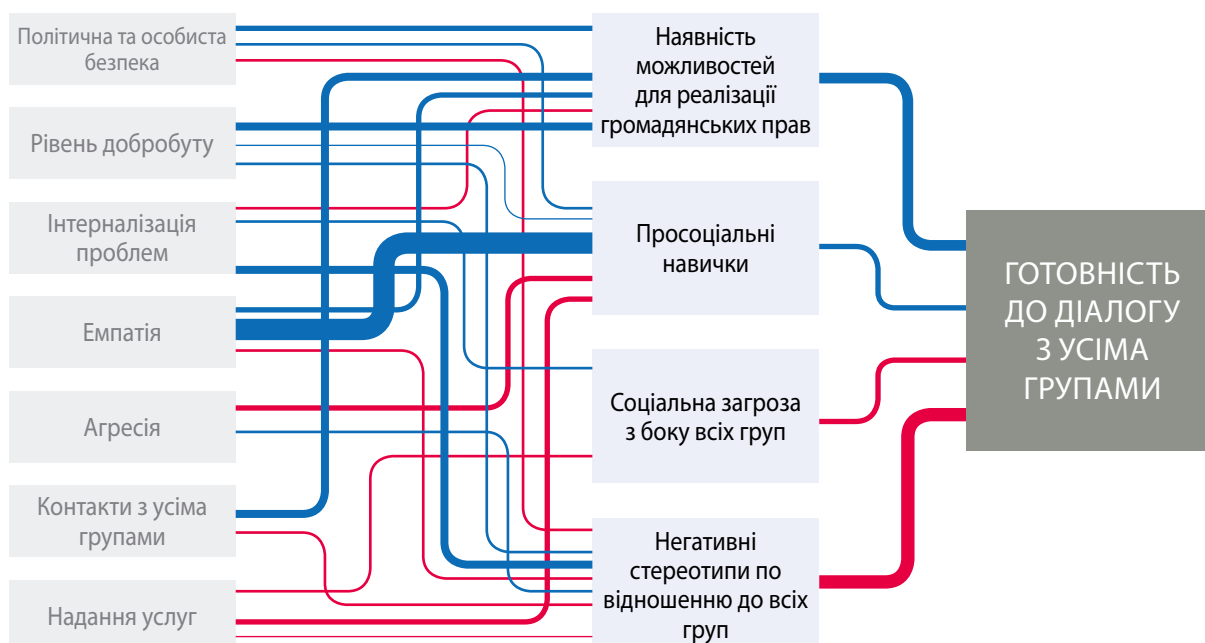 Політична та особиста
безпека
Рівень добробуту
Інтерналізація
проблем
Емпатія
Агресія
Контакти з усіма
групами
Надання услуг
Наявність
можливостей
для реалізації
громадянських прав
Просоціальні
навички
Соціальна загроза
з боку всіх груп
Негативні
стереотипи по
відношенню до всіх
груп
ГОТОВНІСТЬ
ДО ДІАЛОГУ
З УСІМА
ГРУПАМИ